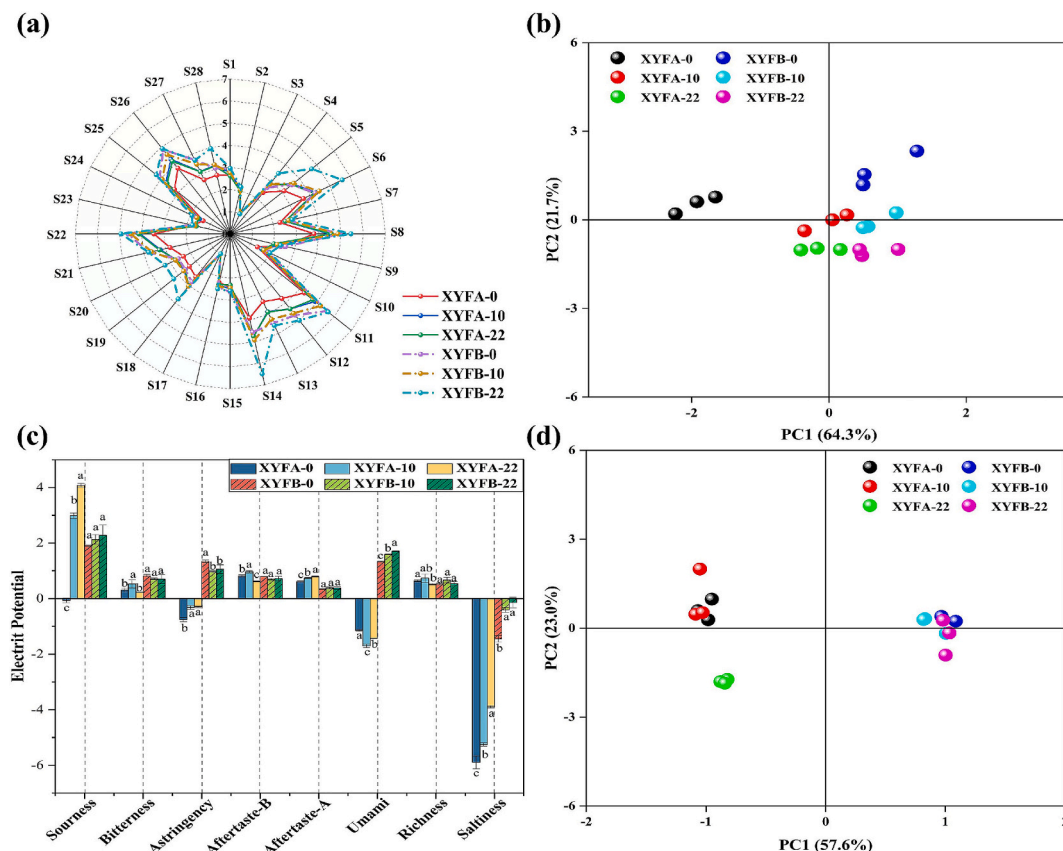 (a)
S1
S2
S3
S4
S5
S6
S7
S8
S9
S10
S11
S12
S13
S14
S15
S16
S17
S18
S19
S20
S21
S22
S23
S24
S25
S26
S27
S28
7
6
5
4
2
XYFA-0
XYFA-10
XYFA-22
XYFB-0
XYFB-10
XYFB-22
(b)
XYFA-0 XYFB-0
XYFA-10 XYFB-10
XYFA-22 XYFB-22
6
3
0
-3
-6
PC2 (21.7%)
-2 0 2
PC1 (64.3%)
(c)
XYFA-0 XYFA-10 XYFA-22
XYFB-0 XYFB-10 XYFB-22
4
2
0
-2
-4
-6
Electrit Potential
c b a a a a
b a b a a a
b a a a b b
b a c a a a
c b a a a a
a c b c b a
a a b a a a
c b a b a a
Sourness
Bitterness
Astringency
Aftertaste-B
Aftertaste-A
Umami
Richness
Saltiness
(d)
XYFA-0 XYFB-0
XYFA-10 XYFB-10
XYFA-22 XYFB-22
6
3
0
-3
-6
PC2 (23.0%)
-2 -1 0 1 2
PC1 (57.6%)